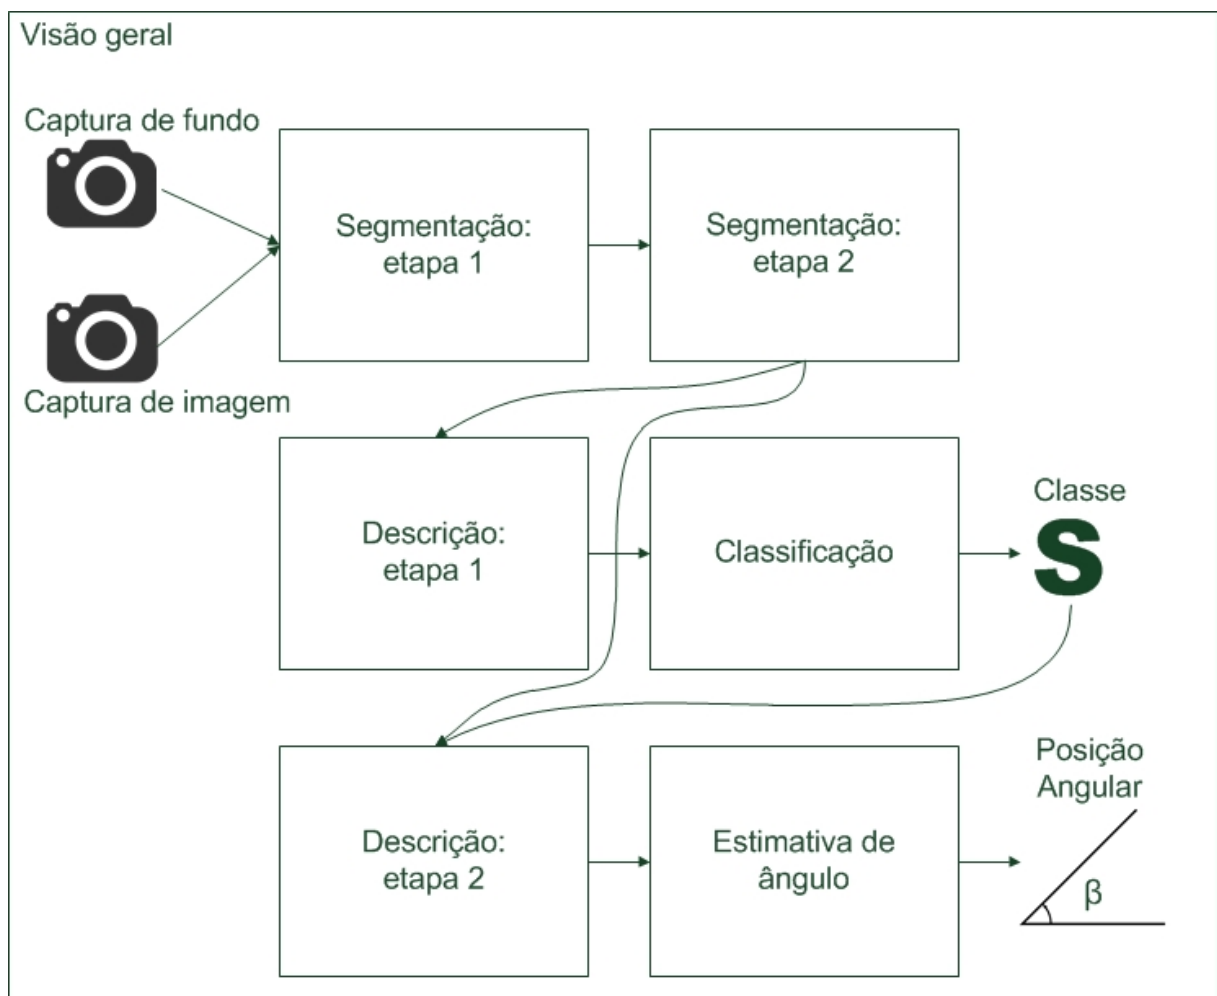 Visão geral
Captura de fundo
Captura de imagem
Segmentação:
etapa 1
Segmentação:
etapa 2
Descrição:
etapa 1
Classificação
Classe
S
Descrição:
etapa 2
Estimativa de
ângulo
Posição
Angular
β